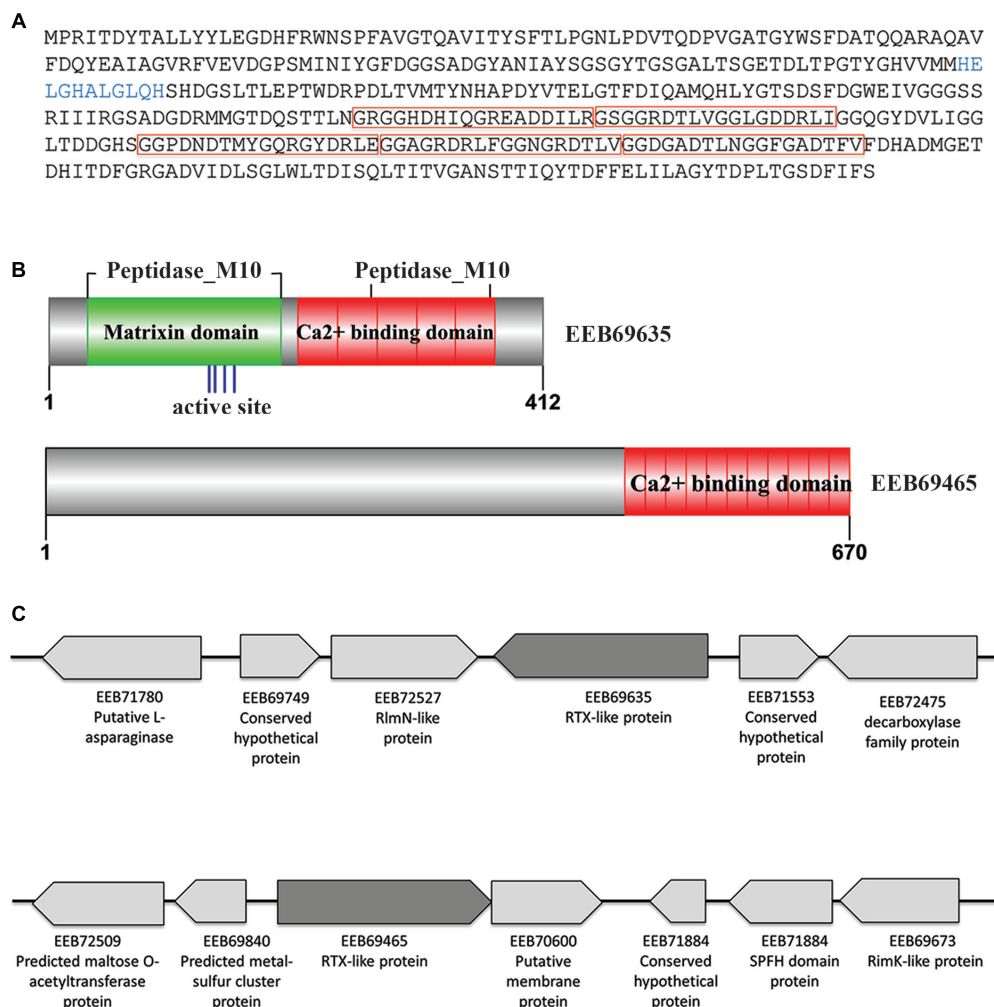 A
MPRITDYTALLYYLEGDHFRWNSPFAVGTQAVITYSFTLPGNLPDVTQDPVGATGYWSFDATQQARAQAV
FDQYEAIAGVRFVEVDGPSMINIYGFDGGSADGYANIAYSGSGYTGSGALTSGETDLTPGTYGHVVMMHE
LGHALGLQHSHDGSLTLEPTWDRPDLTVMTYNHAPDYVTELGTFDIQAMQHLYGTSDSFDGWEIVGGGSS
RIIIRGSADGDRMMGTDQSTTLNGRGGHDHIQGREADDILRGSGGRDTLVGGLGDDRLIGGQGYDVLIGG
LTDDGHSGGPDNDTMYGQRGYDRLEGGAGRDRLFGGNGRDTLVGGDGADTLNGGFGADTFVFDHADMGET
DHITDFGRGADVIDLSGLWLTDISQLTITVGANSTTIQYTDFFELILAGYTDPLTGSDFIFS
B
Peptidase_M10 Peptidase_M10
Matrixin domain Ca2+ binding domain EEB69635
active site
1 412
Ca2+ binding domain EEB69465
1 670
C
EEB71780 EEB69749 EEB72527 EEB69635 EEB71553 EEB72475
Putative L- Conserved RlmN-like RTX-like protein Conserved decarboxylase
asparaginase hypothetical protein hypothetical family protein
protein protein
EEB72509 EEB69840 EEB69465 EEB70600 EEB71884 EEB71884 EEB69673
Predicted maltose O- Predicted metal- RTX-like protein Putative Conserved SPFH domain RimK-like protein
acetyltransferase sulfur cluster membrane hypothetical protein
protein protein protein protein